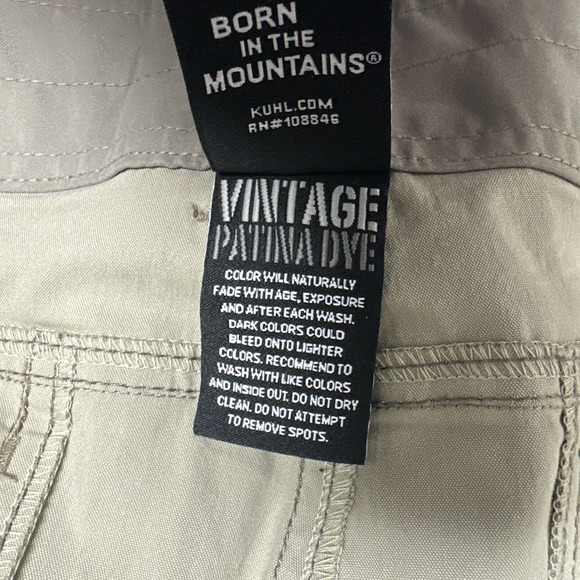 BORN
IN THE
MOUNTAINS®
KUHL.COM
RN#108846
VINTAGE
PATINA DYE
COLOR WILL NATURALLY
FADE WITH AGE, EXPOSURE
AND AFTER EACH WASH.
DARK COLORS COULD
BLEED ONTO LIGHTER
COLORS. RECOMMEND TO
WASH WITH LIKE COLORS
AND INSIDE OUT. DO NOT DRY
CLEAN. DO NOT ATTEMPT
TO REMOVE SPOTS.